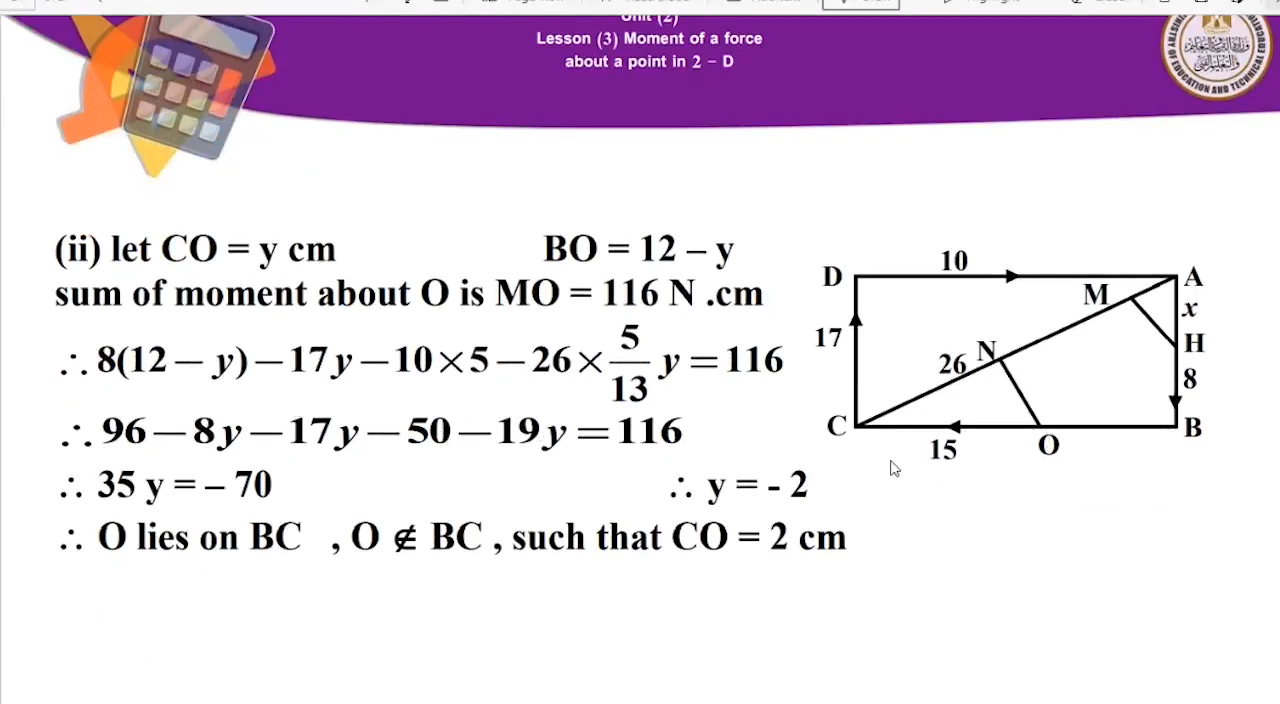 Unit (2)
Lesson (3) Moment of a force
about a point in 2 – D
(ii) let CO = y cm
BO = 12 – y
sum of moment about O is MO = 116 N .cm
∴ 8(12 – y) – 17y – 10×5 – 26× 5/13 y = 116
∴ 96 – 8y – 17y – 50 – 19y = 116
∴ 35 y = – 70
∴ y = - 2
∴ O lies on BC , O ∉ BC , such that CO = 2 cm
D
10
A
M
x
17
H
26
N
8
C
B
15
O